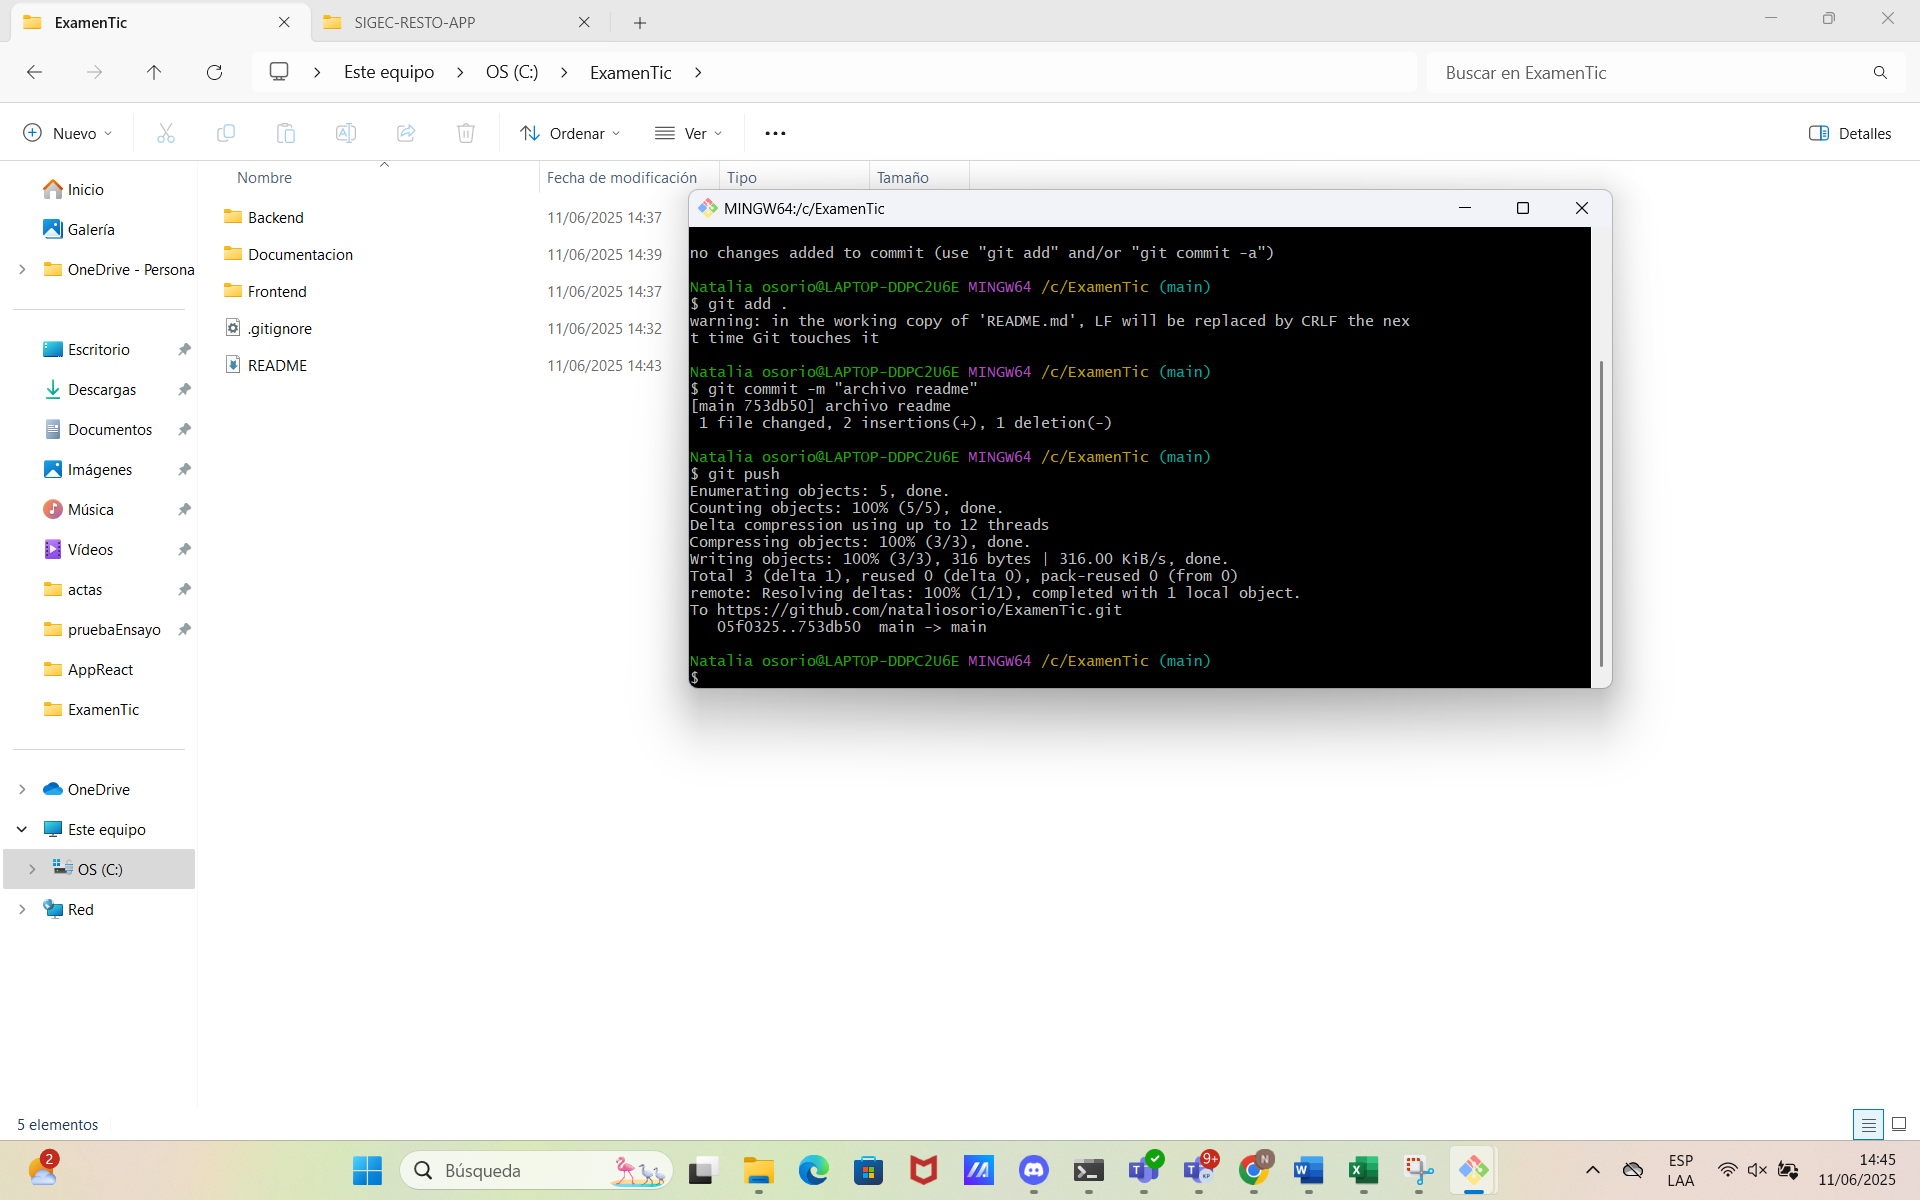 ExamenTic
SIGEC-RESTO-APP
Este equipo
OS (C:)
ExamenTic
Buscar en ExamenTic
Nuevo
Ordenar
Ver
Detalles
Nombre
Fecha de modificación
Tipo
Tamaño
Inicio
Galería
OneDrive - Persona
Escritorio
Descargas
Documentos
Imágenes
Música
Vídeos
actas
pruebaEnsayo
AppReact
ExamenTic
OneDrive
Este equipo
OS (C:)
Red
Backend 11/06/2025 14:37
Documentacion 11/06/2025 14:39
Frontend 11/06/2025 14:37
.gitignore 11/06/2025 14:32
README 11/06/2025 14:43
MINGW64:/c/ExamenTic
no changes added to commit (use "git add" and/or "git commit -a")
Natalia osorio@LAPTOP-DDPC2U6E MINGW64 /c/ExamenTic (main)
$ git add .
warning: in the working copy of 'README.md', LF will be replaced by CRLF the nex
t time Git touches it
Natalia osorio@LAPTOP-DDPC2U6E MINGW64 /c/ExamenTic (main)
$ git commit -m "archivo readme"
[main 753db50] archivo readme
1 file changed, 2 insertions(+), 1 deletion(-)
Natalia osorio@LAPTOP-DDPC2U6E MINGW64 /c/ExamenTic (main)
$ git push
Enumerating objects: 5, done.
Counting objects: 100% (5/5), done.
Delta compression using up to 12 threads
Compressing objects: 100% (3/3), done.
Writing objects: 100% (3/3), 316 bytes | 316.00 KiB/s, done.
Total 3 (delta 1), reused 0 (delta 0), pack-reused 0 (from 0)
remote: Resolving deltas: 100% (1/1), completed with 1 local object.
To https://github.com/nataliosorio/ExamenTic.git
05f0325..753db50  main -> main
Natalia osorio@LAPTOP-DDPC2U6E MINGW64 /c/ExamenTic (main)
$
5 elementos
2
Búsqueda
9+
N
ESP
LAA
14:45
11/06/2025